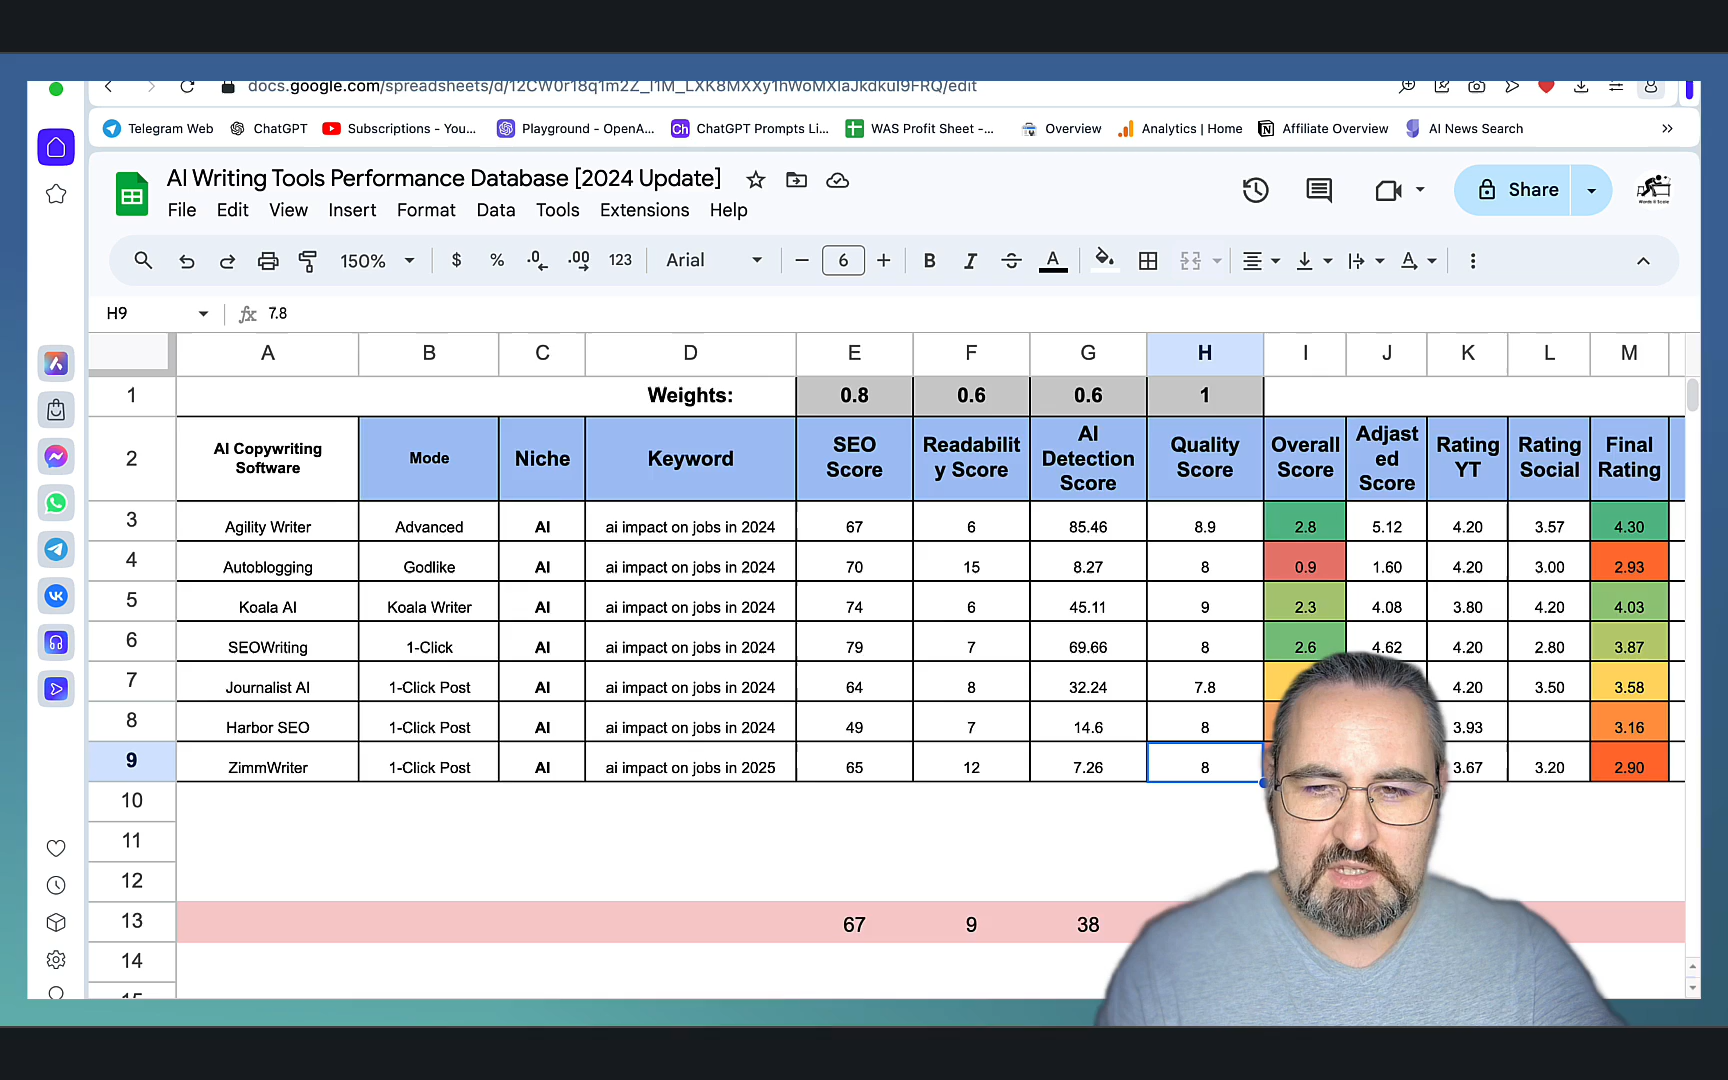 docs.google.com/spreadsheets/d/12CW0r18q1m2Z_I1M_LXK8MXXy1hWoMXIaJkdkuI9FRQ/edit
Telegram Web ChatGPT Subscriptions - You... Playground - OpenA... ChatGPT Prompts Li... WAS Profit Sheet -... Overview Analytics | Home Affiliate Overview AI News Search
AI Writing Tools Performance Database [2024 Update]
File Edit View Insert Format Data Tools Extensions Help
Share
150% $ % .0 .00 123 Arial 6 B I A
H9 fx 7.8
A B C D E F G H I J K L M
1 Weights: 0.8 0.6 0.6 1
2 AI Copywriting Software Mode Niche Keyword SEO Score Readability Score AI Detection Score Quality Score Overall Score Adjasted Score Rating YT Rating Social Final Rating
3 Agility Writer Advanced AI ai impact on jobs in 2024 67 6 85.46 8.9 2.8 5.12 4.20 3.57 4.30
4 Autoblogging Godlike AI ai impact on jobs in 2024 70 15 8.27 8 0.9 1.60 4.20 3.00 2.93
5 Koala AI Koala Writer AI ai impact on jobs in 2024 74 6 45.11 9 2.3 4.08 3.80 4.20 4.03
6 SEOWriting 1-Click AI ai impact on jobs in 2024 79 7 69.66 8 2.6 4.62 4.20 2.80 3.87
7 Journalist AI 1-Click Post AI ai impact on jobs in 2024 64 8 32.24 7.8 4.20 3.50 3.58
8 Harbor SEO 1-Click Post AI ai impact on jobs in 2024 49 7 14.6 8 3.93 3.16
9 ZimmWriter 1-Click Post AI ai impact on jobs in 2025 65 12 7.26 8 3.67 3.20 2.90
10
11
12
13 67 9 38
14